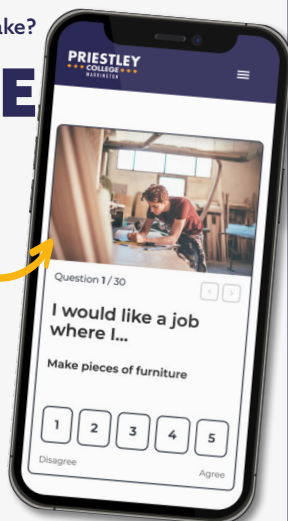 ake?
E
PRIESTLEY
COLLEGE
WARRINGTON
Question 1 / 30
I would like a job
where I...
Make pieces of furniture
1 2 3 4 5
Disagree Agree